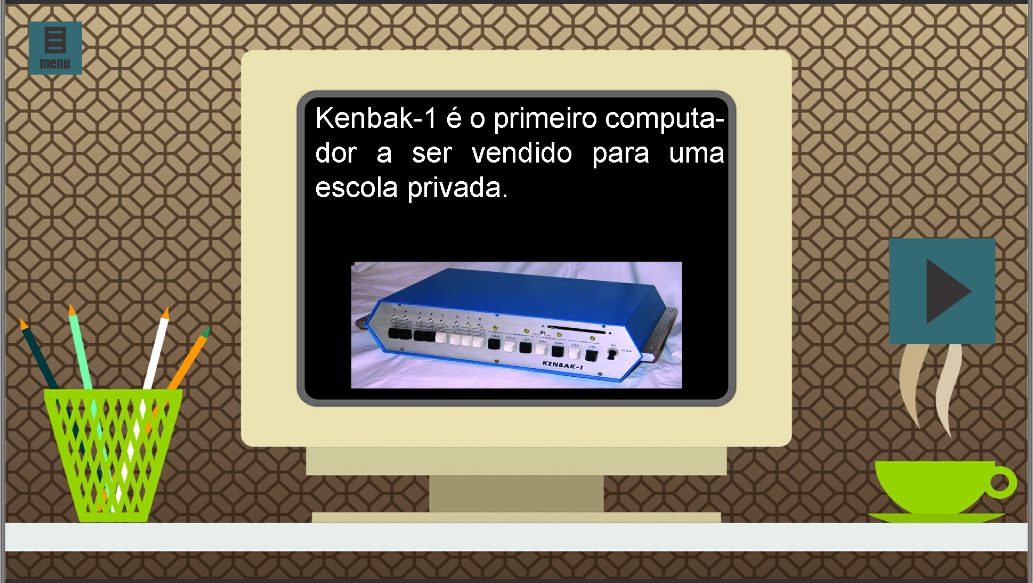 menu
Kenbak-1 é o primeiro computa-
dor a ser vendido para uma
escola privada.
KENBAK-1